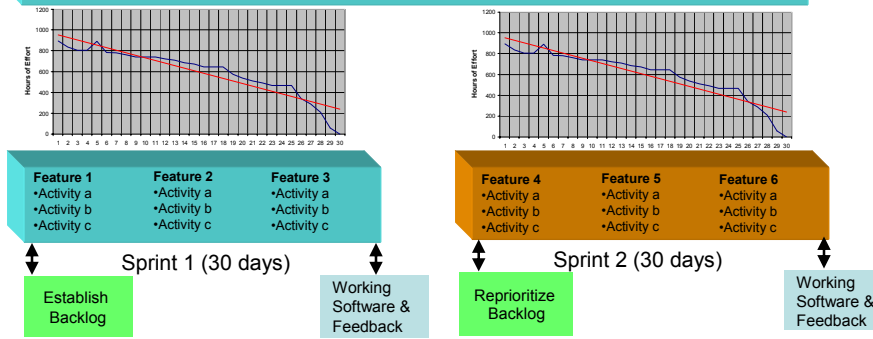 1200
1000
800
600
400
200
0
Hours of Effort
1 2 3 4 5 6 7 8 9 10 11 12 13 14 15 16 17 18 19 20 21 22 23 24 25 26 27 28 29 30
1200
1000
800
600
400
200
0
Hours of Effort
1 2 3 4 5 6 7 8 9 10 11 12 13 14 15 16 17 18 19 20 21 22 23 24 25 26 27 28 29 30
Feature 1
•Activity a
•Activity b
•Activity c
Feature 2
•Activity a
•Activity b
•Activity c
Feature 3
•Activity a
•Activity b
•Activity c
Feature 4
•Activity a
•Activity b
•Activity c
Feature 5
•Activity a
•Activity b
•Activity c
Feature 6
•Activity a
•Activity b
•Activity c
Sprint 1 (30 days)
Sprint 2 (30 days)
Establish
Backlog
Working
Software &
Feedback
Reprioritize
Backlog
Working
Software &
Feedback